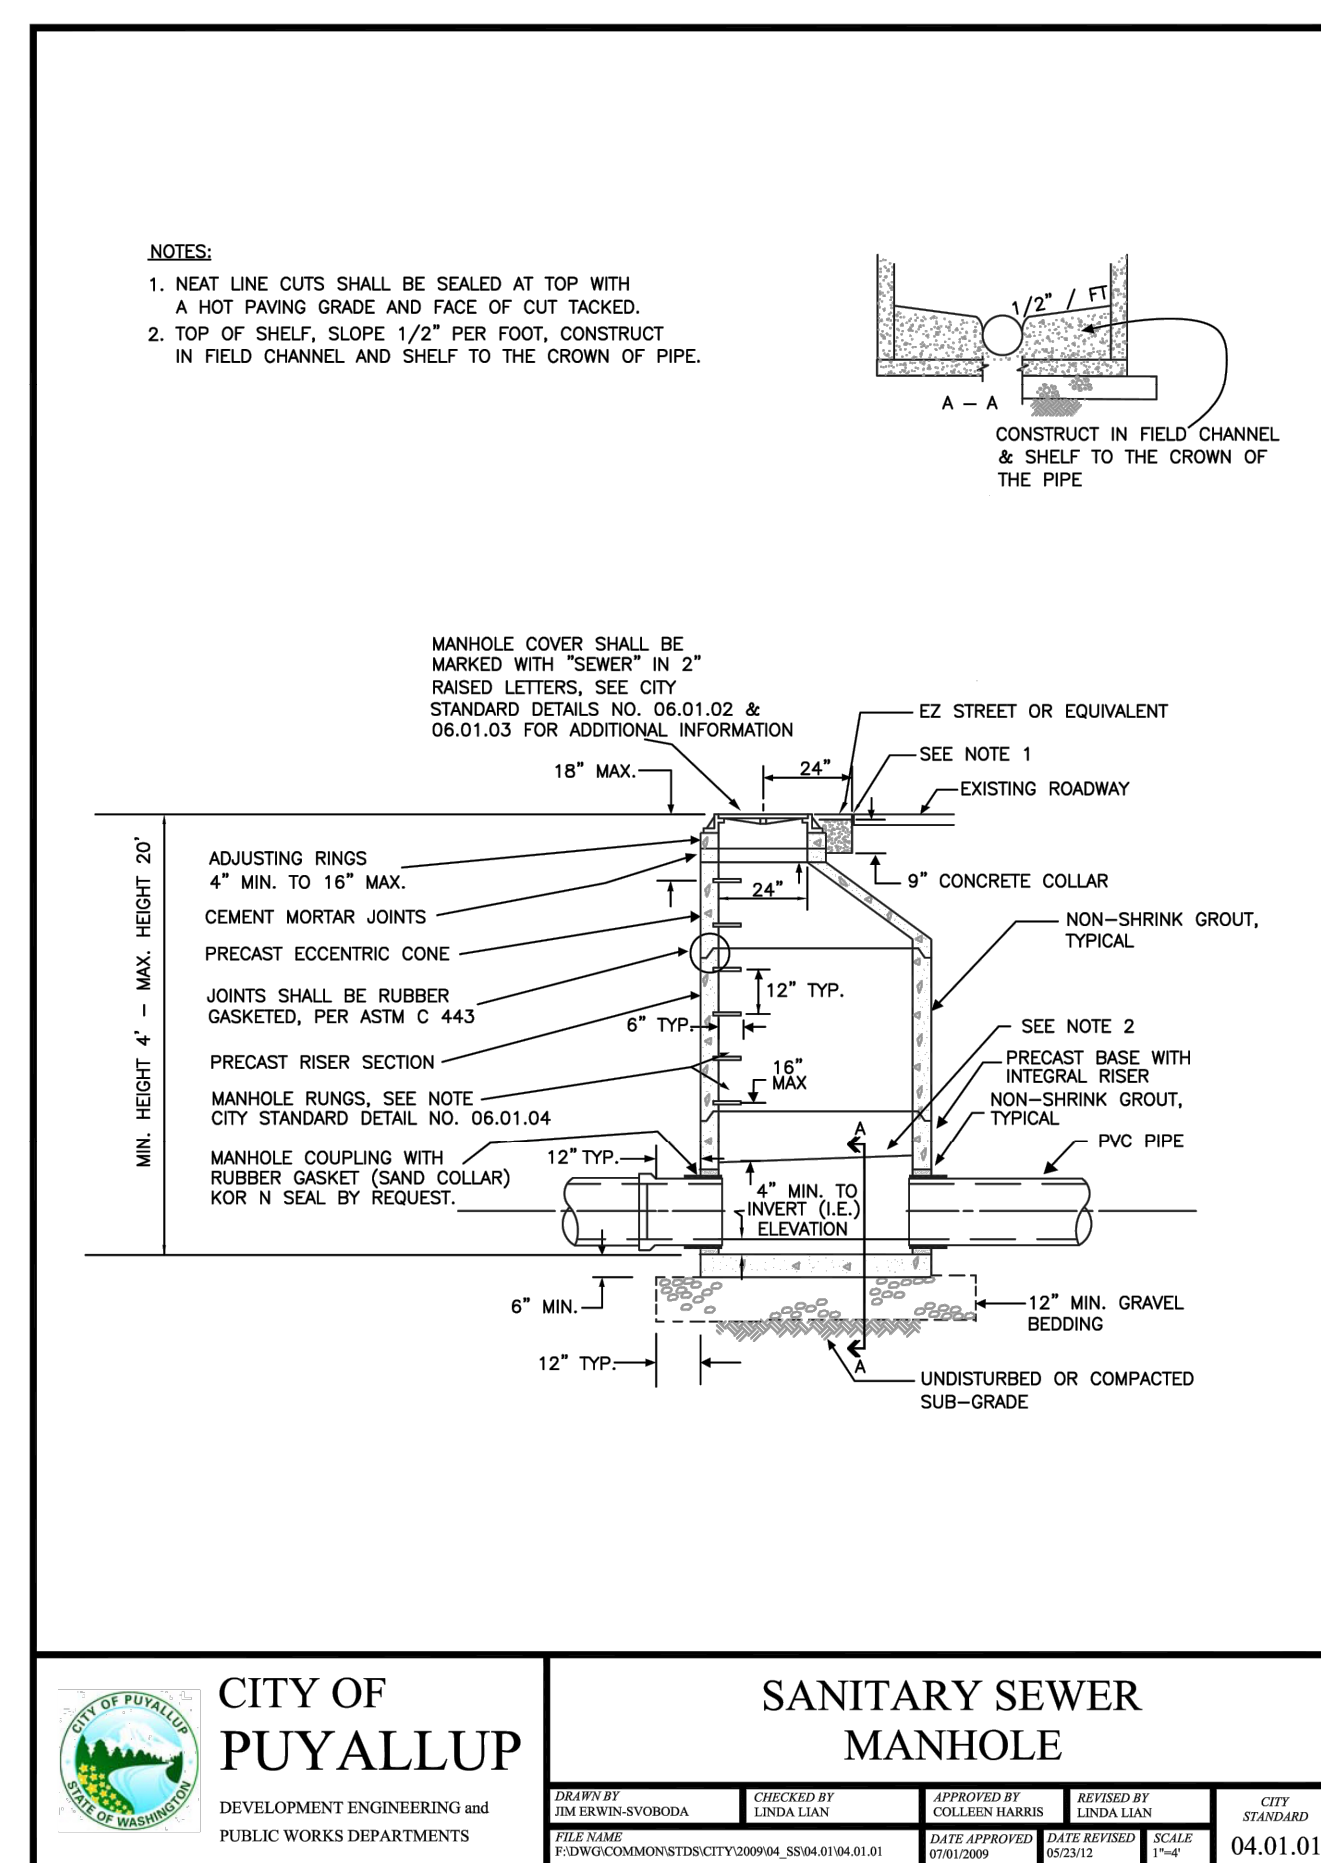 NOTES:
1. NEAT LINE CUTS SHALL BE SEALED AT TOP WITH
A HOT PAVING GRADE AND FACE OF CUT TACKED.
2. TOP OF SHELF, SLOPE 1/2" PER FOOT, CONSTRUCT
IN FIELD CHANNEL AND SHELF TO THE CROWN OF PIPE.
1/2" / FT
A – A
CONSTRUCT IN FIELD CHANNEL
& SHELF TO THE CROWN OF
THE PIPE
MANHOLE COVER SHALL BE
MARKED WITH "SEWER" IN 2"
RAISED LETTERS, SEE CITY
STANDARD DETAILS NO. 06.01.02 &
06.01.03 FOR ADDITIONAL INFORMATION
EZ STREET OR EQUIVALENT
SEE NOTE 1
18" MAX.
24"
EXISTING ROADWAY
MIN. HEIGHT 4' – MAX. HEIGHT 20'
ADJUSTING RINGS
4" MIN. TO 16" MAX.
24"
9" CONCRETE COLLAR
CEMENT MORTAR JOINTS
NON–SHRINK GROUT,
TYPICAL
PRECAST ECCENTRIC CONE
JOINTS SHALL BE RUBBER
GASKETED, PER ASTM C 443
12" TYP.
6" TYP.
SEE NOTE 2
PRECAST RISER SECTION
16"
MAX
PRECAST BASE WITH
INTEGRAL RISER
MANHOLE RUNGS, SEE NOTE
CITY STANDARD DETAIL NO. 06.01.04
NON–SHRINK GROUT,
TYPICAL
A
PVC PIPE
MANHOLE COUPLING WITH
RUBBER GASKET (SAND COLLAR)
KOR N SEAL BY REQUEST.
12" TYP.
4" MIN. TO
INVERT (I.E.)
ELEVATION
6" MIN.
12" MIN. GRAVEL
BEDDING
12" TYP.
A
UNDISTURBED OR COMPACTED
SUB–GRADE
CITY OF PUYALLUP
STATE OF WASHINGTON
CITY OF
PUYALLUP
DEVELOPMENT ENGINEERING and
PUBLIC WORKS DEPARTMENTS
SANITARY SEWER
MANHOLE
DRAWN BY
JIM ERWIN-SVOBODA
CHECKED BY
LINDA LIAN
APPROVED BY
COLLEEN HARRIS
REVISED BY
LINDA LIAN
CITY
STANDARD
04.01.01
FILE NAME
F:\DWG\COMMON\STDS\CITY\2009\04_SS\04.01\04.01.01
DATE APPROVED
07/01/2009
DATE REVISED
05/23/12
SCALE
1"=4'